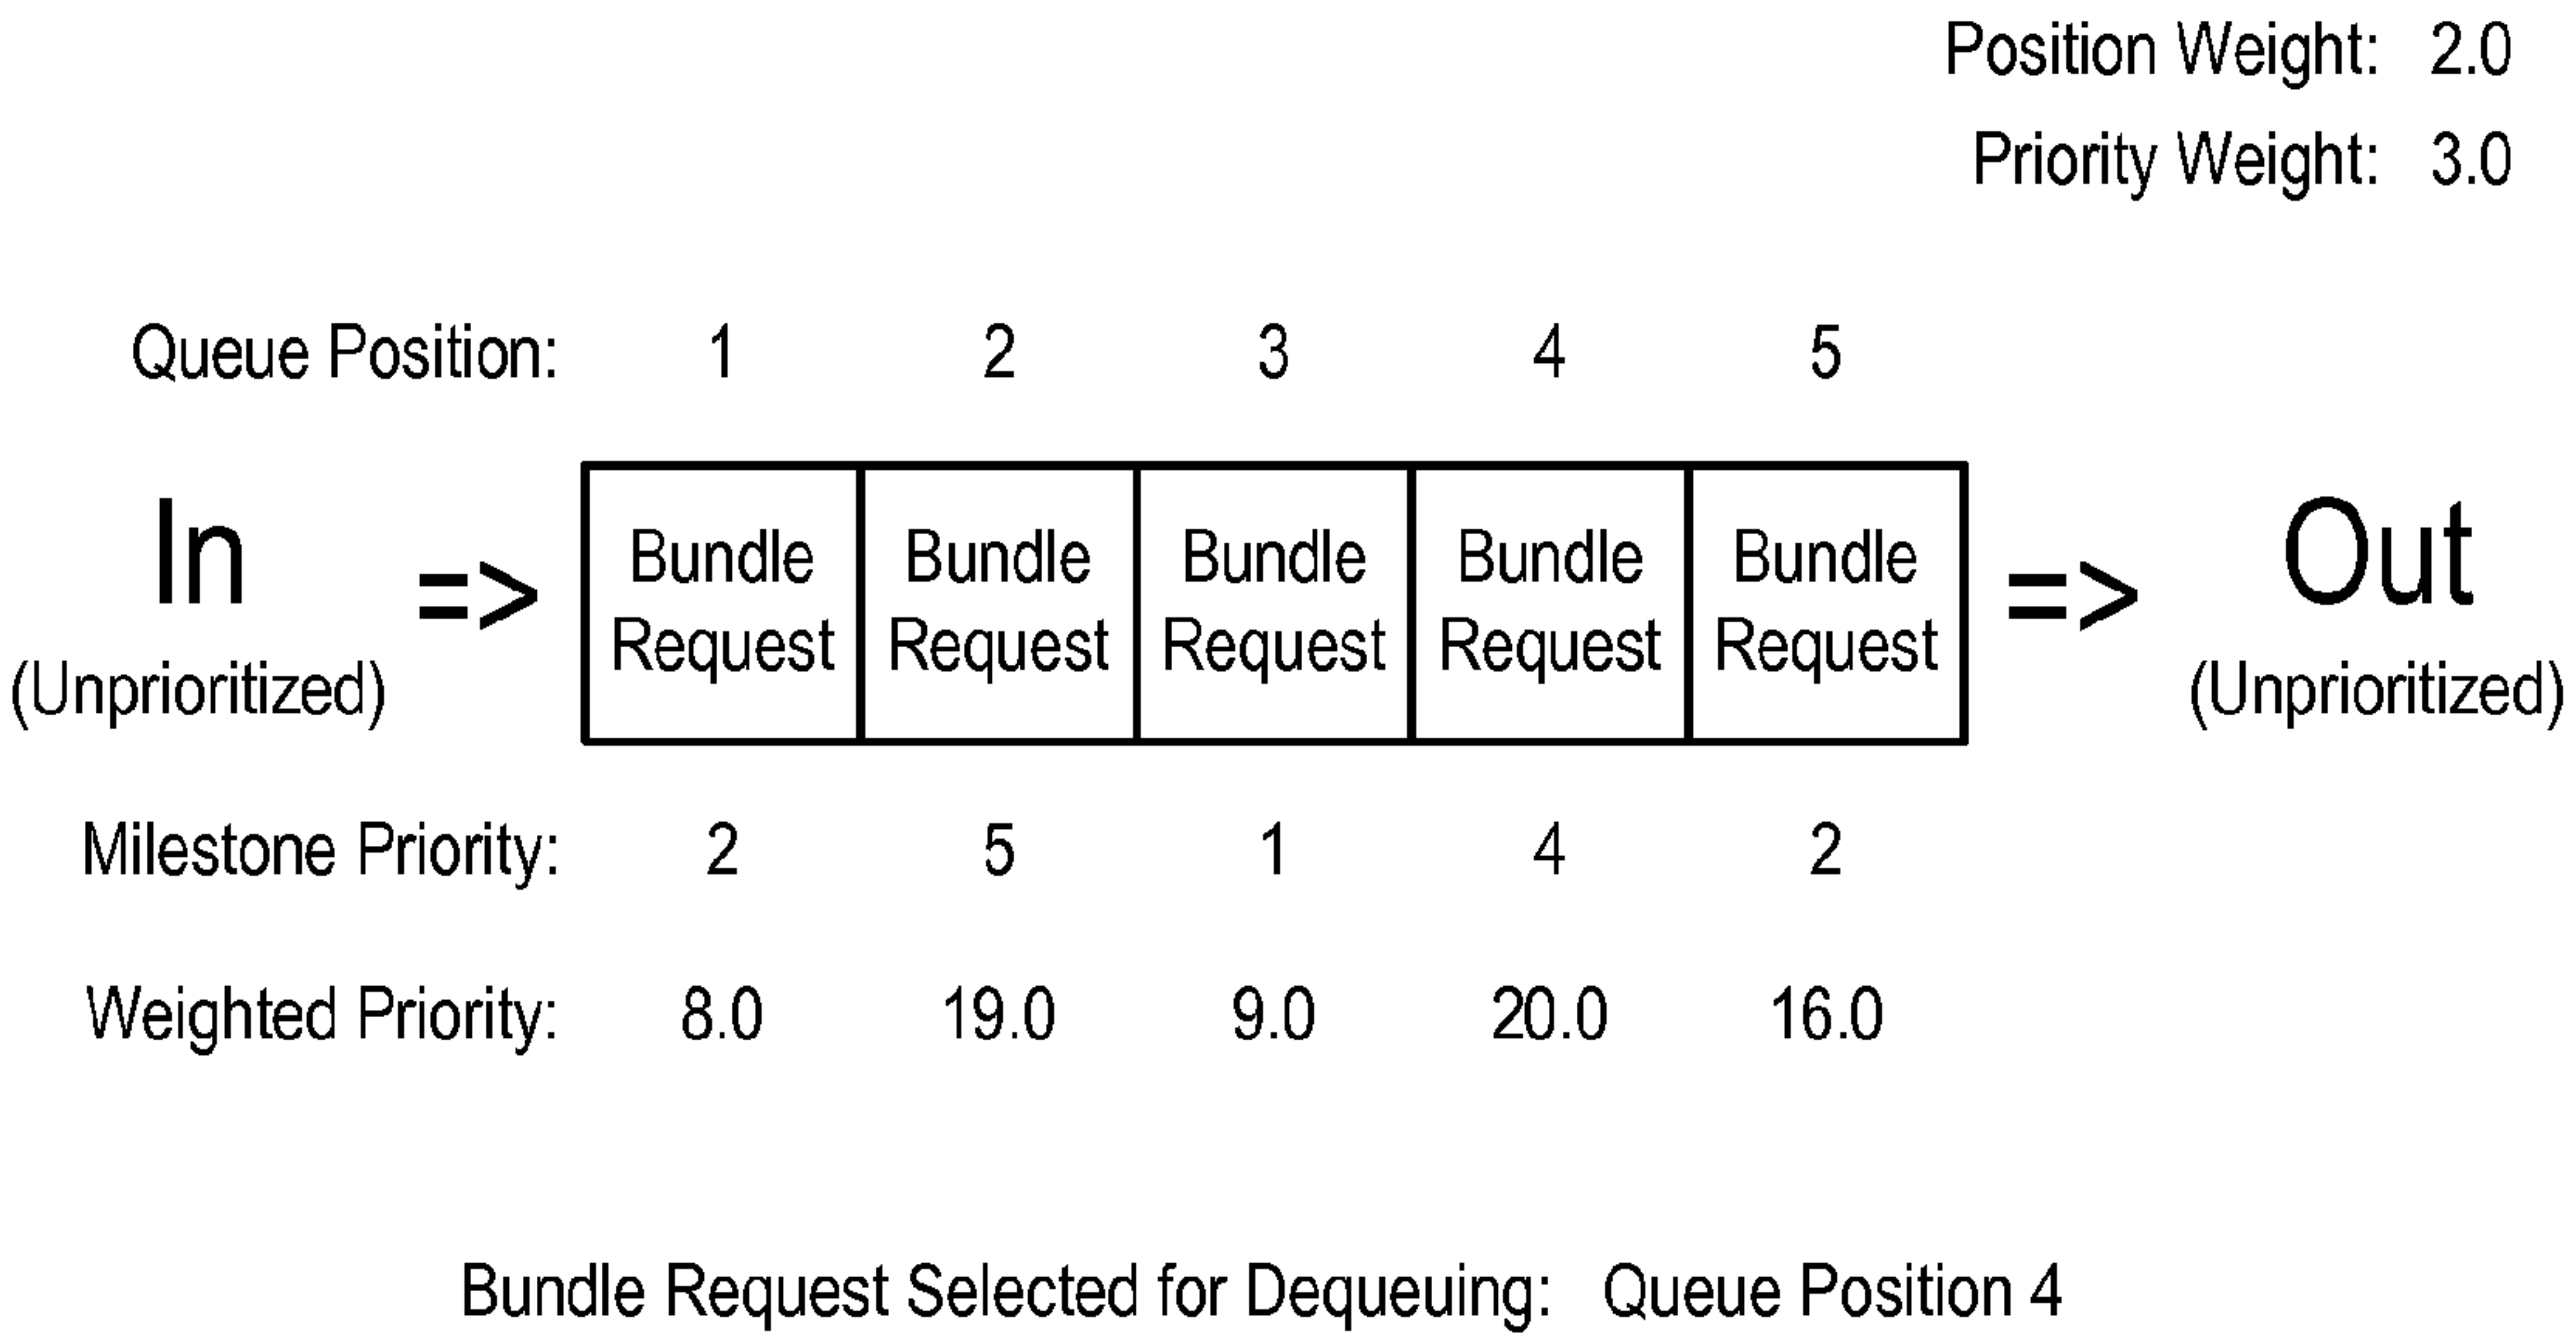 Position Weight: 2.0
Priority Weight: 3.0
Queue Position: 1 2 3 4 5
In => Bundle Request Bundle Request Bundle Request Bundle Request Bundle Request => Out
(Unprioritized) (Unprioritized)
Milestone Priority: 2 5 1 4 2
Weighted Priority: 8.0 19.0 9.0 20.0 16.0
Bundle Request Selected for Dequeuing: Queue Position 4